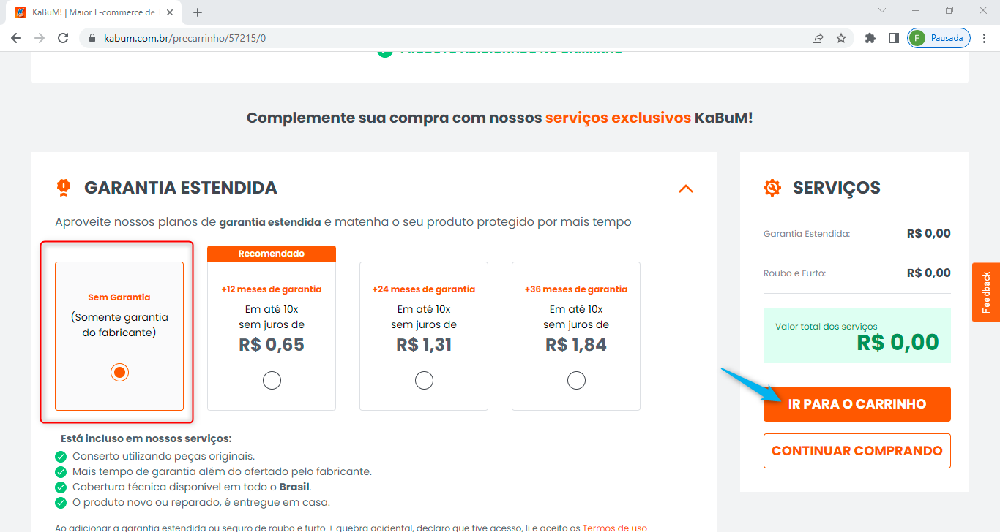 KaBuM! | Maior E-commerce de T
kabum.com.br/precarrinho/57215/0
F
Pausada
PRODUTO ADICIONADO NO CARRINHO
Complemente sua compra com nossos serviços exclusivos KaBuM!
GARANTIA ESTENDIDA
Aproveite nossos planos de garantia estendida e matenha o seu produto protegido por mais tempo
Sem Garantia
(Somente garantia
do fabricante)
Recomendado
+12 meses de garantia
Em até 10x
sem juros de
R$ 0,65
+24 meses de garantia
Em até 10x
sem juros de
R$ 1,31
+36 meses de garantia
Em até 10x
sem juros de
R$ 1,84
Está incluso em nossos serviços:
Conserto utilizando peças originais.
Mais tempo de garantia além do ofertado pelo fabricante.
Cobertura técnica disponível em todo o Brasil.
O produto novo ou reparado, é entregue em casa.
Ao adicionar a garantia estendida ou seguro de roubo e furto + quebra acidental, declaro que tive acesso, li e aceito os Termos de uso
SERVIÇOS
Garantia Estendida: R$ 0,00
Roubo e Furto: R$ 0,00
Valor total dos serviços
R$ 0,00
IR PARA O CARRINHO
CONTINUAR COMPRANDO
Feedback